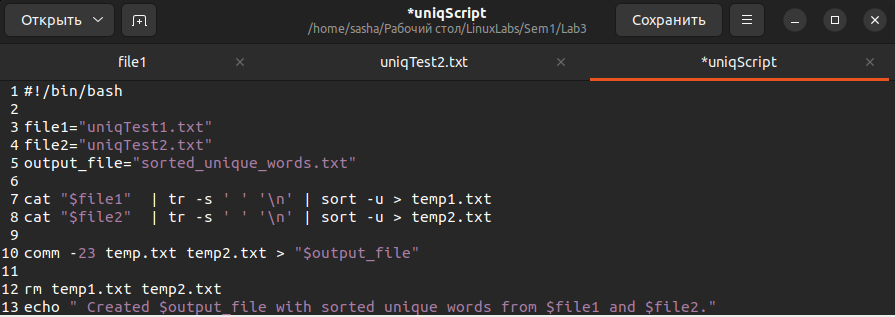 Открыть
*uniqScript
/home/sasha/Рабочий стол/LinuxLabs/Sem1/Lab3
Сохранить
file1
uniqTest2.txt
*uniqScript
1 #!/bin/bash
2
3 file1="uniqTest1.txt"
4 file2="uniqTest2.txt"
5 output_file="sorted_unique_words.txt"
6
7 cat "$file1"  | tr -s ' ' '\n' | sort -u > temp1.txt
8 cat "$file2"  | tr -s ' ' '\n' | sort -u > temp2.txt
9
10 comm -23 temp.txt temp2.txt > "$output_file"
11
12 rm temp1.txt temp2.txt
13 echo " Created $output_file with sorted unique words from $file1 and $file2."